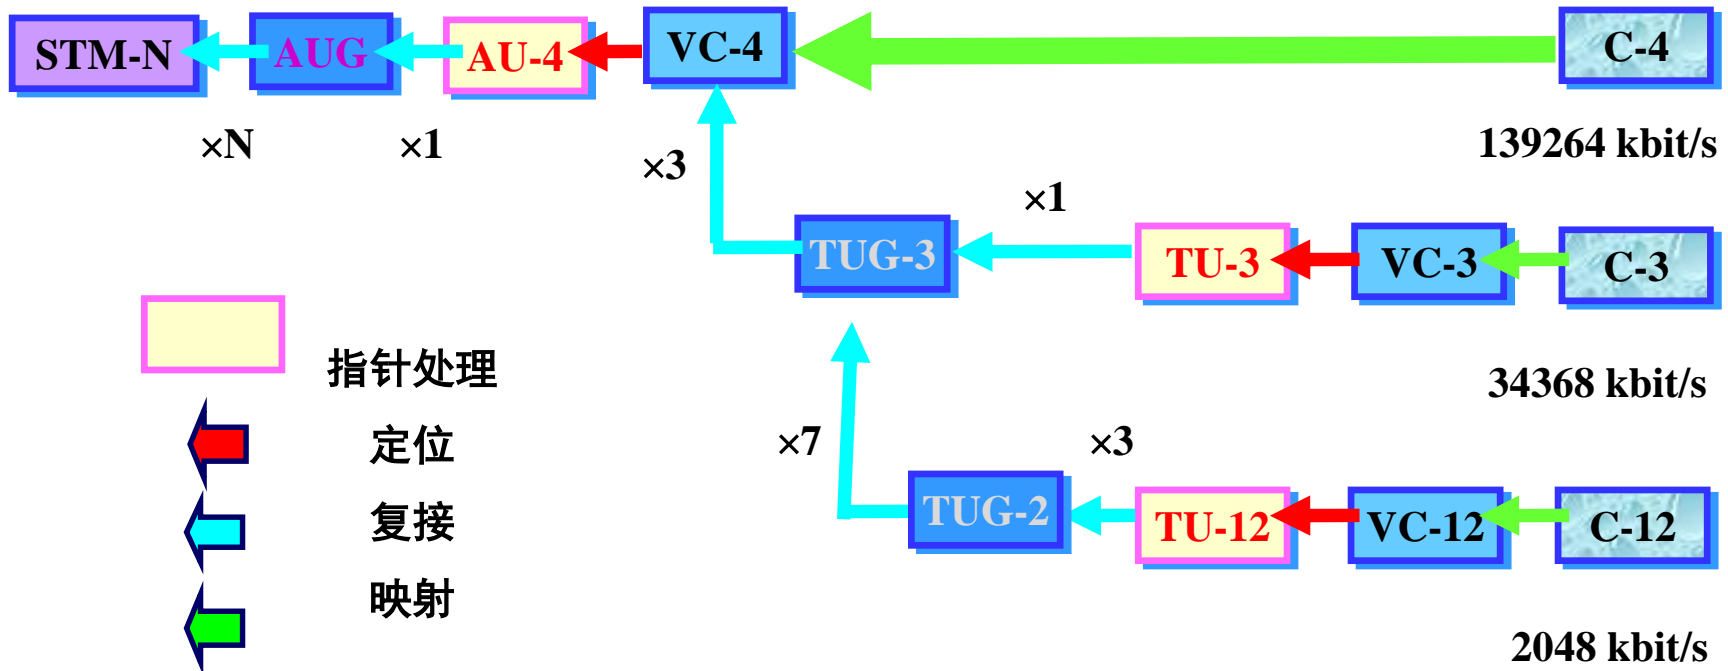 STM-N AUG AU-4 VC-4 C-4
×N ×1 ×3 139264 kbit/s
×1
TUG-3 TU-3 VC-3 C-3
指针处理 34368 kbit/s
定位 ×7 ×3
复接 TUG-2 TU-12 VC-12 C-12
映射
2048 kbit/s